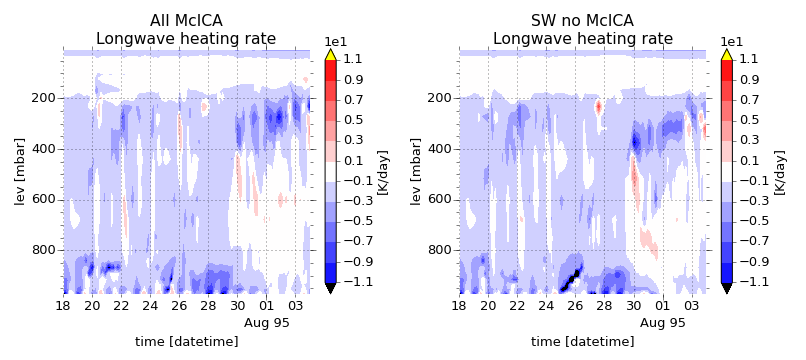 All McICA
Longwave heating rate
1e1
200
400
600
800
lev [mbar]
18 20 22 24 26 28 30 01 03
Aug 95
time [datetime]
1.1
0.9
0.7
0.5
0.3
0.1
−0.1
−0.3
−0.5
−0.7
−0.9
−1.1
[K/day]
SW no McICA
Longwave heating rate
1e1
200
400
600
800
lev [mbar]
18 20 22 24 26 28 30 01 03
Aug 95
time [datetime]
1.1
0.9
0.7
0.5
0.3
0.1
−0.1
−0.3
−0.5
−0.7
−0.9
−1.1
[K/day]